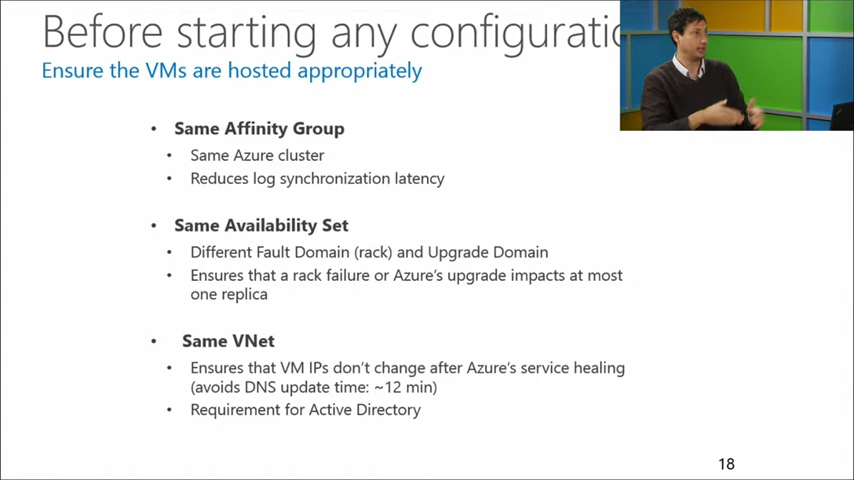 Before starting any configuratio
Ensure the VMs are hosted appropriately
• Same Affinity Group
• Same Azure cluster
• Reduces log synchronization latency
• Same Availability Set
• Different Fault Domain (rack) and Upgrade Domain
• Ensures that a rack failure or Azure's upgrade impacts at most
one replica
• Same VNet
• Ensures that VM IPs don't change after Azure's service healing
(avoids DNS update time: ~12 min)
• Requirement for Active Directory
18